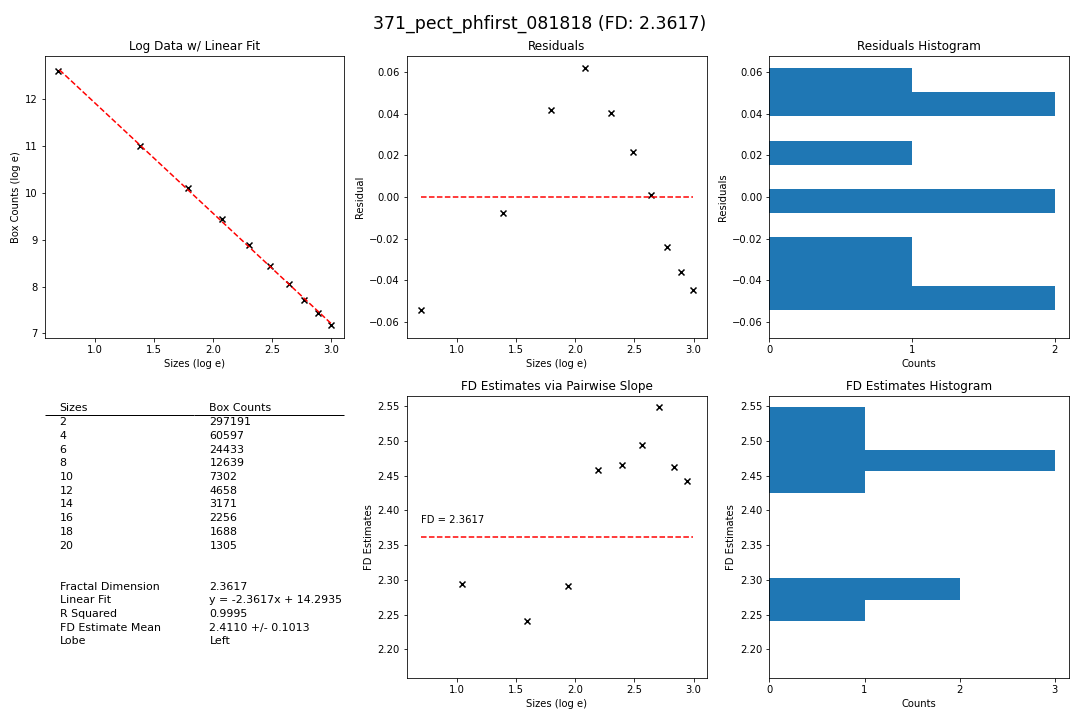 371_pect_phfirst_081818 (FD: 2.3617)
Log Data w/ Linear Fit
12
11
10
9
8
7
1.0 1.5 2.0 2.5 3.0
Box Counts (log e)
Sizes (log e)
Residuals
0.06
0.04
0.02
0.00
−0.02
−0.04
−0.06
1.0 1.5 2.0 2.5 3.0
Residual
Sizes (log e)
Residuals Histogram
0.06
0.04
0.02
0.00
−0.02
−0.04
−0.06
0 1 2
Residuals
Counts
Sizes Box Counts
2 297191
4 60597
6 24433
8 12639
10 7302
12 4658
14 3171
16 2256
18 1688
20 1305
Fractal Dimension 2.3617
Linear Fit y = -2.3617x + 14.2935
R Squared 0.9995
FD Estimate Mean 2.4110 +/- 0.1013
Lobe Left
FD Estimates via Pairwise Slope
2.55
2.50
2.45
2.40
2.35
2.30
2.25
2.20
FD = 2.3617
1.0 1.5 2.0 2.5 3.0
FD Estimates
Sizes (log e)
FD Estimates Histogram
2.55
2.50
2.45
2.40
2.35
2.30
2.25
2.20
0 1 2 3
FD Estimates
Counts